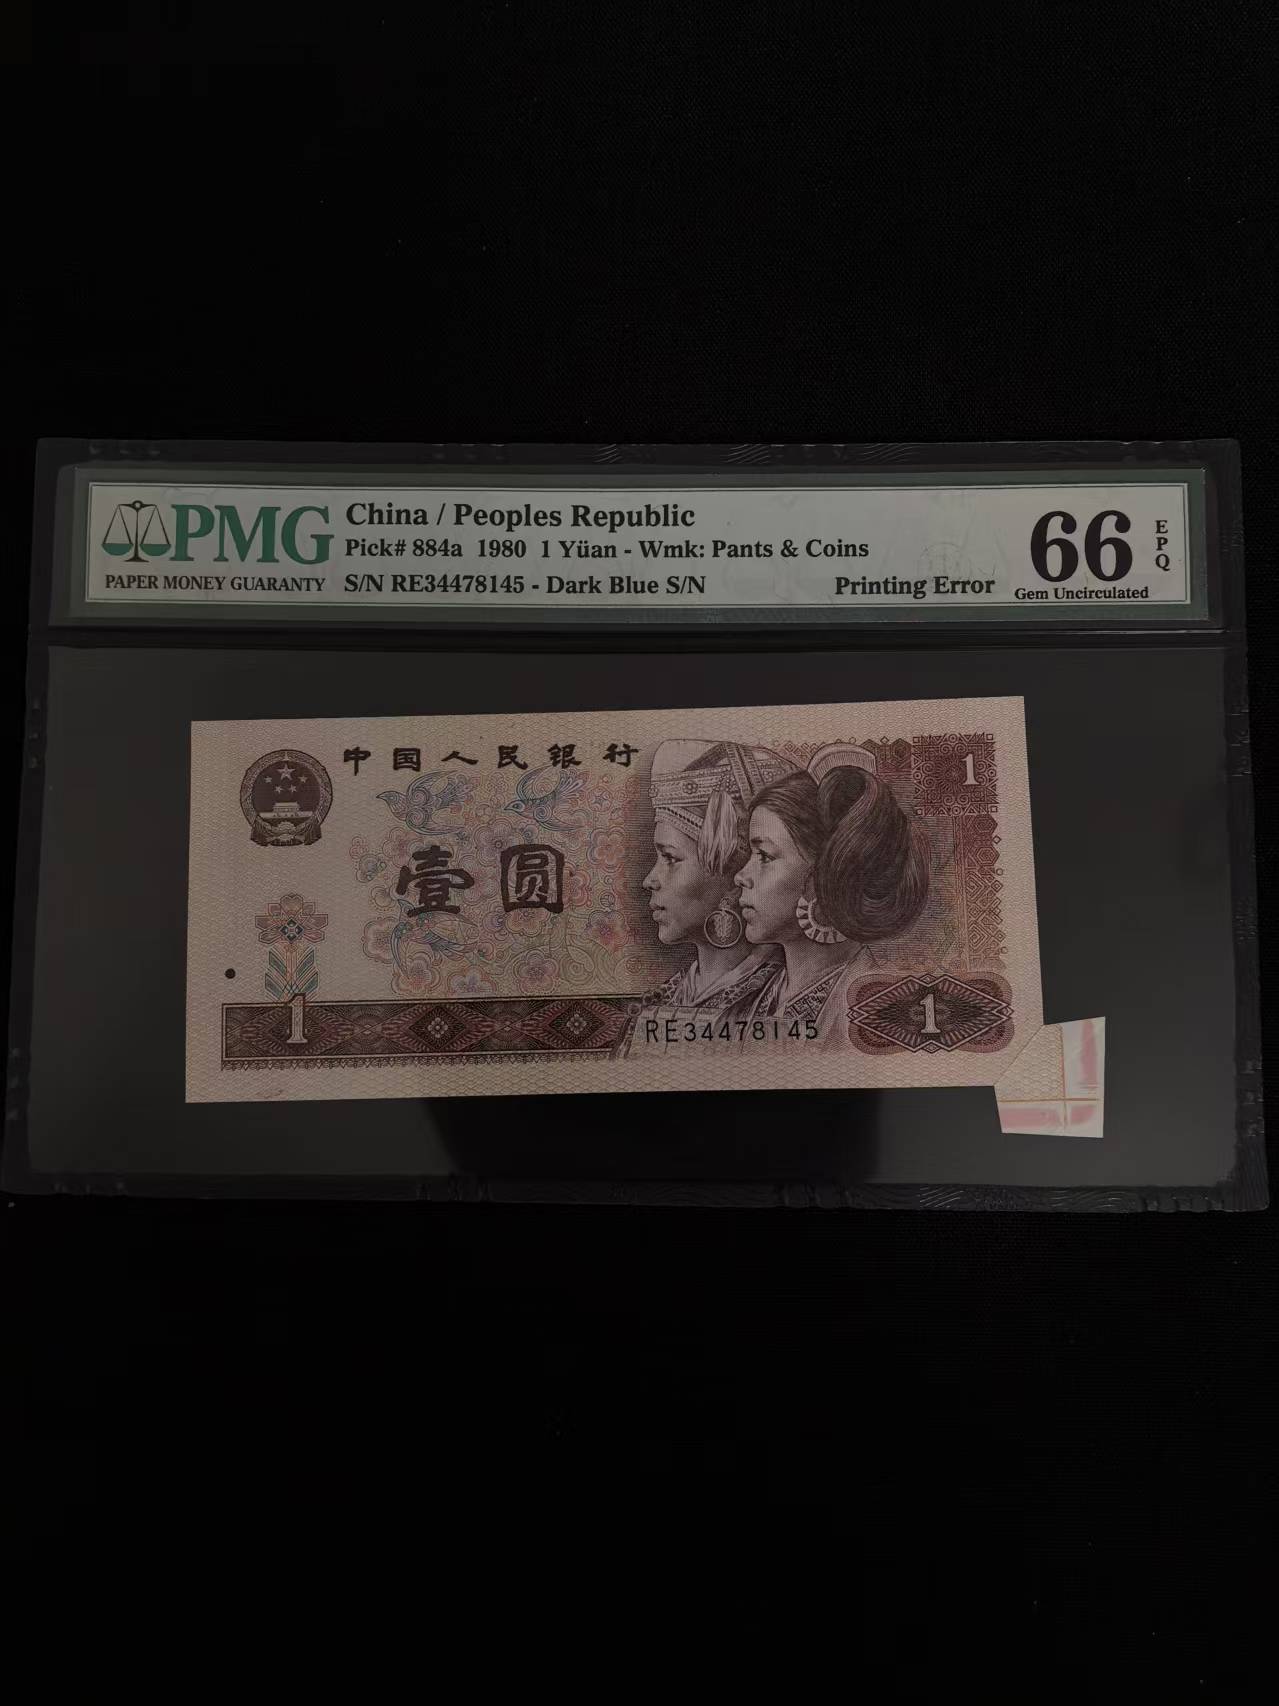 PMG
PAPER MONEY GUARANTY
China / Peoples Republic
Pick# 884a 1980 1 Yüan - Wmk: Pants & Coins
S/N RE34478145 - Dark Blue S/N
Printing Error
66
EPQ
Gem Uncirculated
中国人民银行
1
壹圆
1
RE34478145
1